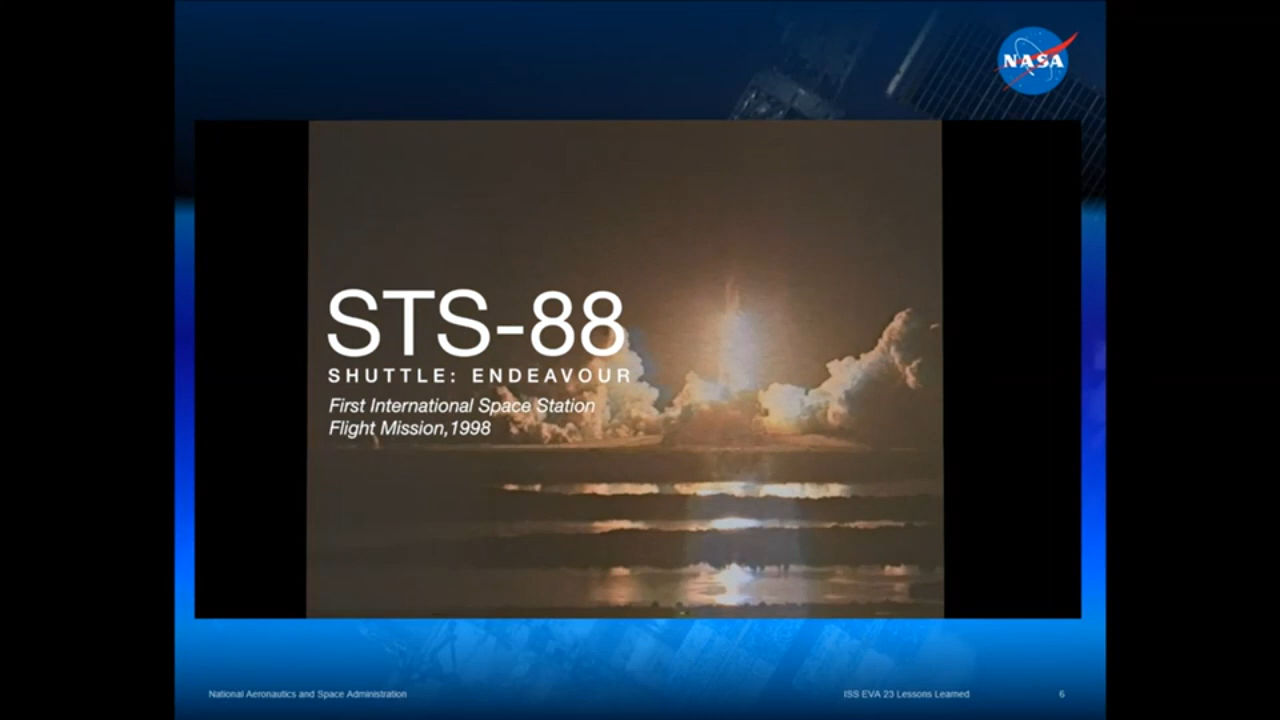 NASA
STS-88
SHUTTLE: ENDEAVOUR
First International Space Station
Flight Mission,1998
National Aeronautics and Space Administration
ISS EVA 23 Lessons Learned
6